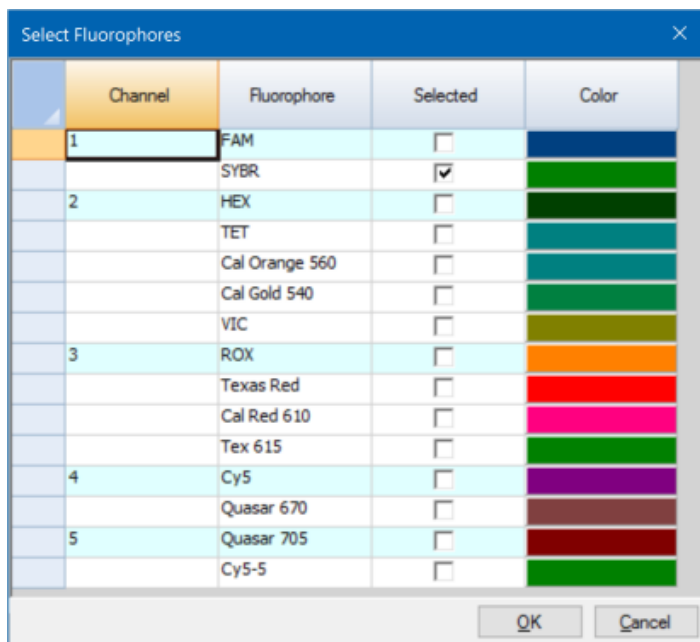 Select Fluorophores
Channel Fluorophore Selected Color
1 FAM
SYBR
2 HEX
TET
Cal Orange 560
Cal Gold 540
VIC
3 ROX
Texas Red
Cal Red 610
Tex 615
4 Cy5
Quasar 670
5 Quasar 705
Cy5-5
OK Cancel